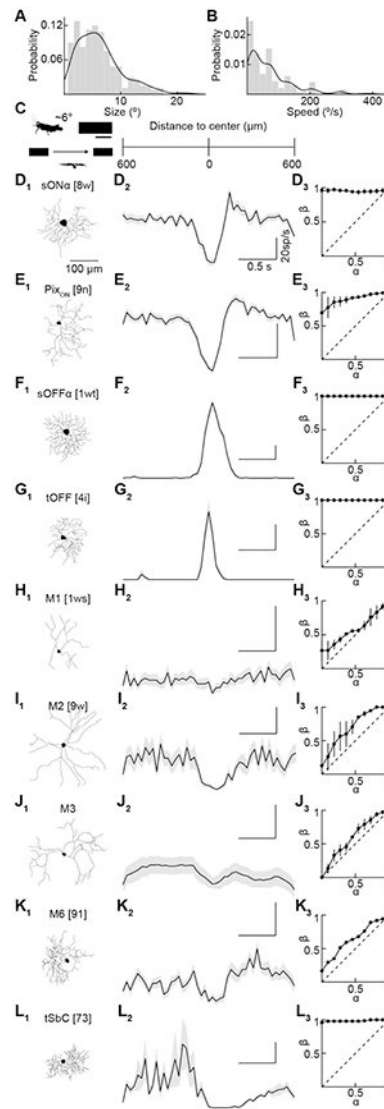 A
B
Probability
0.12
0.05
0
10
20
Size (º)
Probability
0.02
0.01
200
400
Speed (º/s)
C
~6°
Distance to center (µm)
600
0
600
D₁ sONα [8w]
100 µm
D₂
0.5 s
20sp/s
D₃
β
1
0.5
0.5
α
E₁ PixON [9n]
E₂
E₃
β
1
0.5
0.5
α
F₁ sOFFα [1wt]
F₂
F₃
β
1
0.5
0.5
α
G₁ tOFF [4i]
G₂
G₃
β
1
0.5
0.5
α
H₁ M1 [1ws]
H₂
H₃
β
1
0.5
0.5
α
I₁ M2 [9w]
I₂
I₃
β
1
0.5
0.5
α
J₁ M3
J₂
J₃
β
1
0.5
0.5
α
K₁ M6 [91]
K₂
K₃
β
1
0.5
0.5
α
L₁ tSbC [73]
L₂
L₃
β
1
0.5
0.5
α